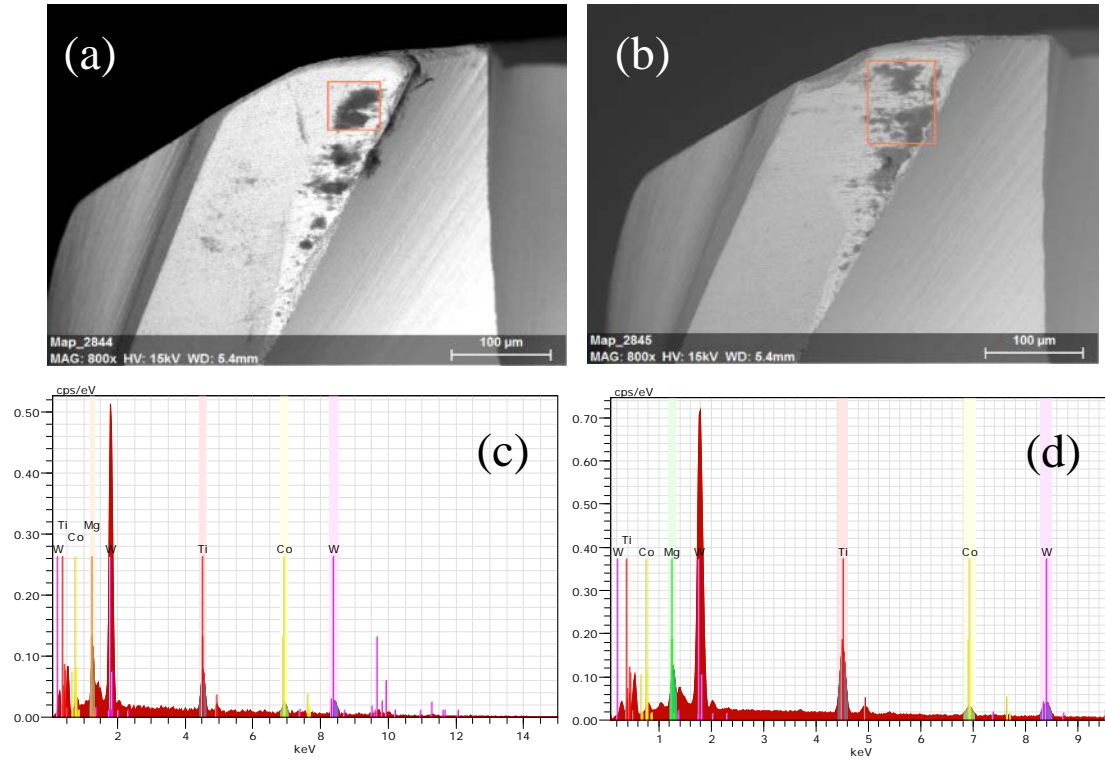 (a)
Map_2844
MAG: 800x HV: 15kV WD: 5.4mm
100 µm
(b)
Map_2845
MAG: 800x HV: 15kV WD: 5.4mm
100 µm
cps/eV
0.50
0.40
0.30
0.20
0.10
0.00
Ti
Co Mg
W W Ti Co W
2 4 6 8 10 12 14
keV
(c)
cps/eV
0.70
0.60
0.50
0.40
0.30
0.20
0.10
0.00
Ti
W Co Mg W Ti Co W
1 2 3 4 5 6 7 8 9
keV
(d)